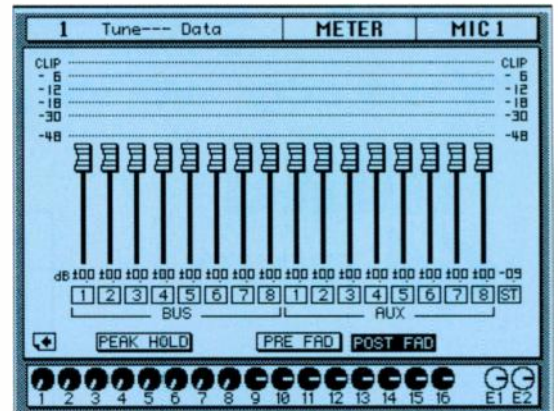 1 Tune--- Data METER MIC 1
CLIP CLIP
- 6 - 6
-12 -12
-18 -18
-30 -30
-48 -48
dB ±00 ±00 ±00 ±00 ±00 ±00 ±00 ±00 ±00 ±00 ±00 ±00 ±00 ±00 ±00 ±00 -09
1 2 3 4 5 6 7 8 1 2 3 4 5 6 7 8 ST
BUS AUX
PEAK HOLD PRE FAD POST FAD
1 2 3 4 5 6 7 8 9 10 11 12 13 14 15 16 E1 E2